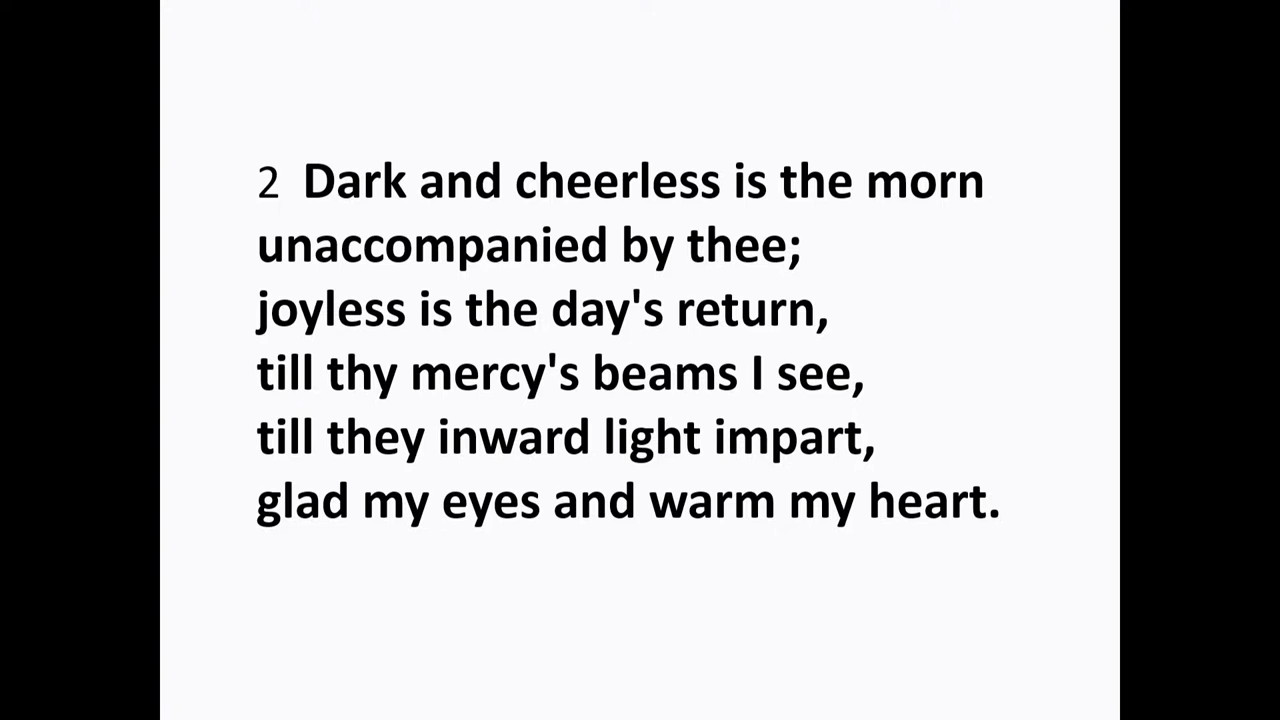 2 Dark and cheerless is the morn
unaccompanied by thee;
joyless is the day's return,
till thy mercy's beams I see,
till they inward light impart,
glad my eyes and warm my heart.